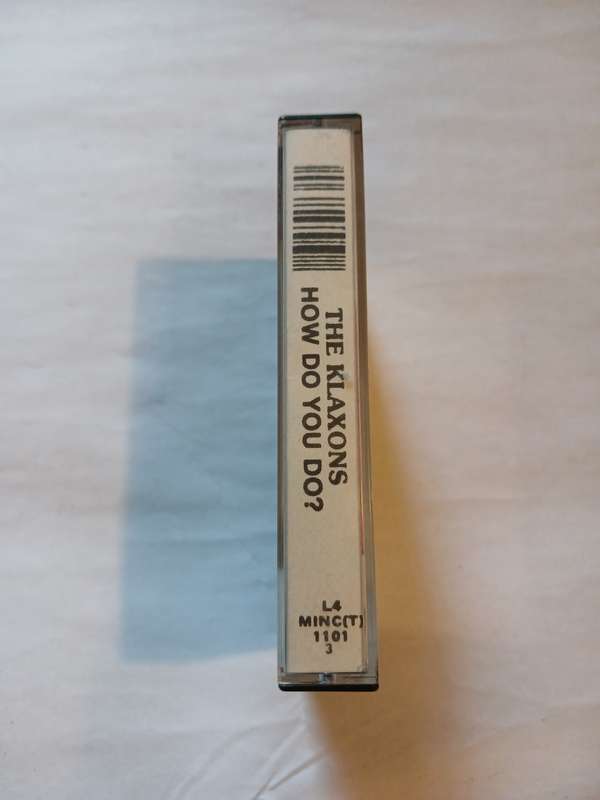 THE KLAXONS
HOW DO YOU DO?
L4
MINC(T)
1101
3